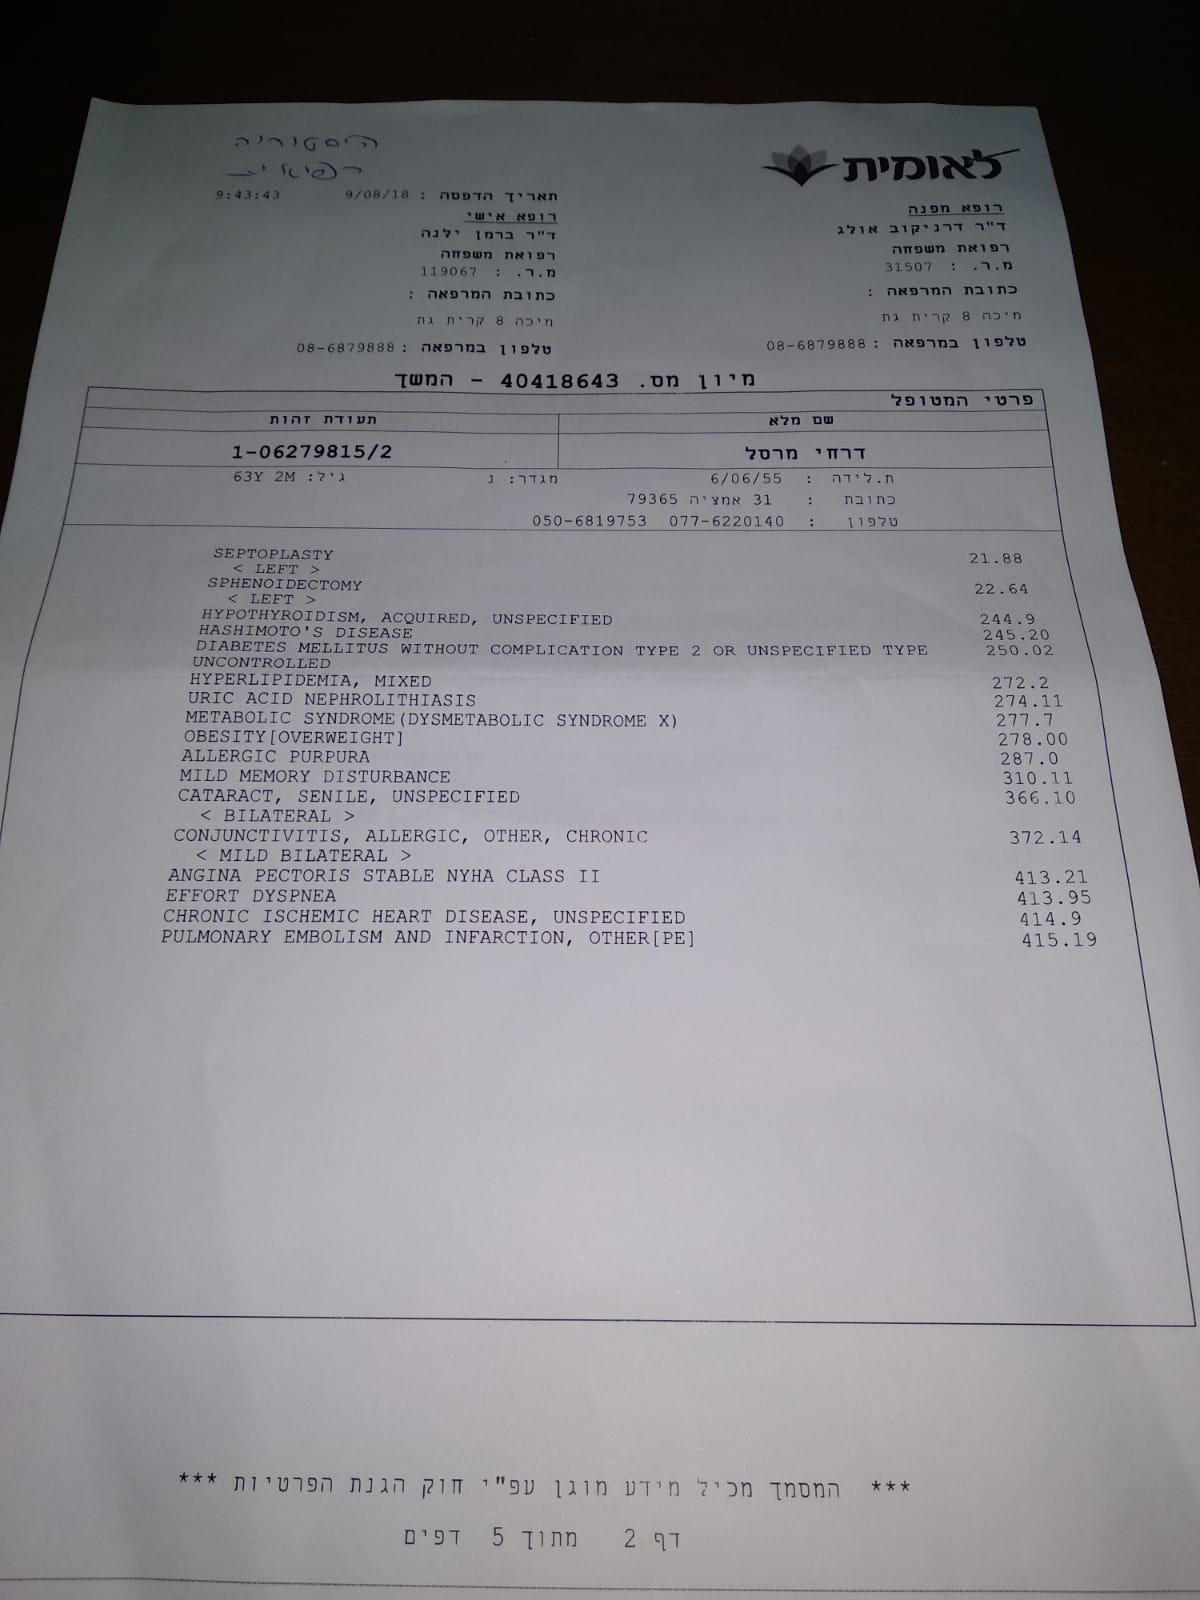 היסטוריה
רפואית
לאומית
תאריך הדפסה : 9/08/18 9:43:43
רופא מפנה
ד"ר דרניקוב אולג
רפואת משפחה
מ.ר. : 31507
כתובת המרפאה :
מיכה 8 קרית גת
טלפון במרפאה : 08-6879888
רופא אישי
ד"ר ברמן ילנה
רפואת משפחה
מ.ר. : 119067
כתובת המרפאה :
מיכה 8 קרית גת
טלפון במרפאה : 08-6879888
מיון מס. 40418643 - המשך
פרטי המטופל
שם מלא תעודת זהות
דרחי מרסל 1-06279815/2
ת.לידה : 6/06/55 מגדר: נ גיל: 63Y 2M
כתובת : 31 אמציה 79365
טלפון : 077-6220140 050-6819753
SEPTOPLASTY 21.88
< LEFT >
SPHENOIDECTOMY 22.64
< LEFT >
HYPOTHYROIDISM, ACQUIRED, UNSPECIFIED 244.9
HASHIMOTO'S DISEASE 245.20
DIABETES MELLITUS WITHOUT COMPLICATION TYPE 2 OR UNSPECIFIED TYPE 250.02
UNCONTROLLED
HYPERLIPIDEMIA, MIXED 272.2
URIC ACID NEPHROLITHIASIS 274.11
METABOLIC SYNDROME(DYSMETABOLIC SYNDROME X) 277.7
OBESITY[OVERWEIGHT] 278.00
ALLERGIC PURPURA 287.0
MILD MEMORY DISTURBANCE 310.11
CATARACT, SENILE, UNSPECIFIED 366.10
< BILATERAL >
CONJUNCTIVITIS, ALLERGIC, OTHER, CHRONIC 372.14
< MILD BILATERAL >
ANGINA PECTORIS STABLE NYHA CLASS II 413.21
EFFORT DYSPNEA 413.95
CHRONIC ISCHEMIC HEART DISEASE, UNSPECIFIED 414.9
PULMONARY EMBOLISM AND INFARCTION, OTHER[PE] 415.19
*** המסמך מכיל מידע מוגן עפ"י חוק הגנת הפרטיות ***
דף 2 מתוך 5 דפים